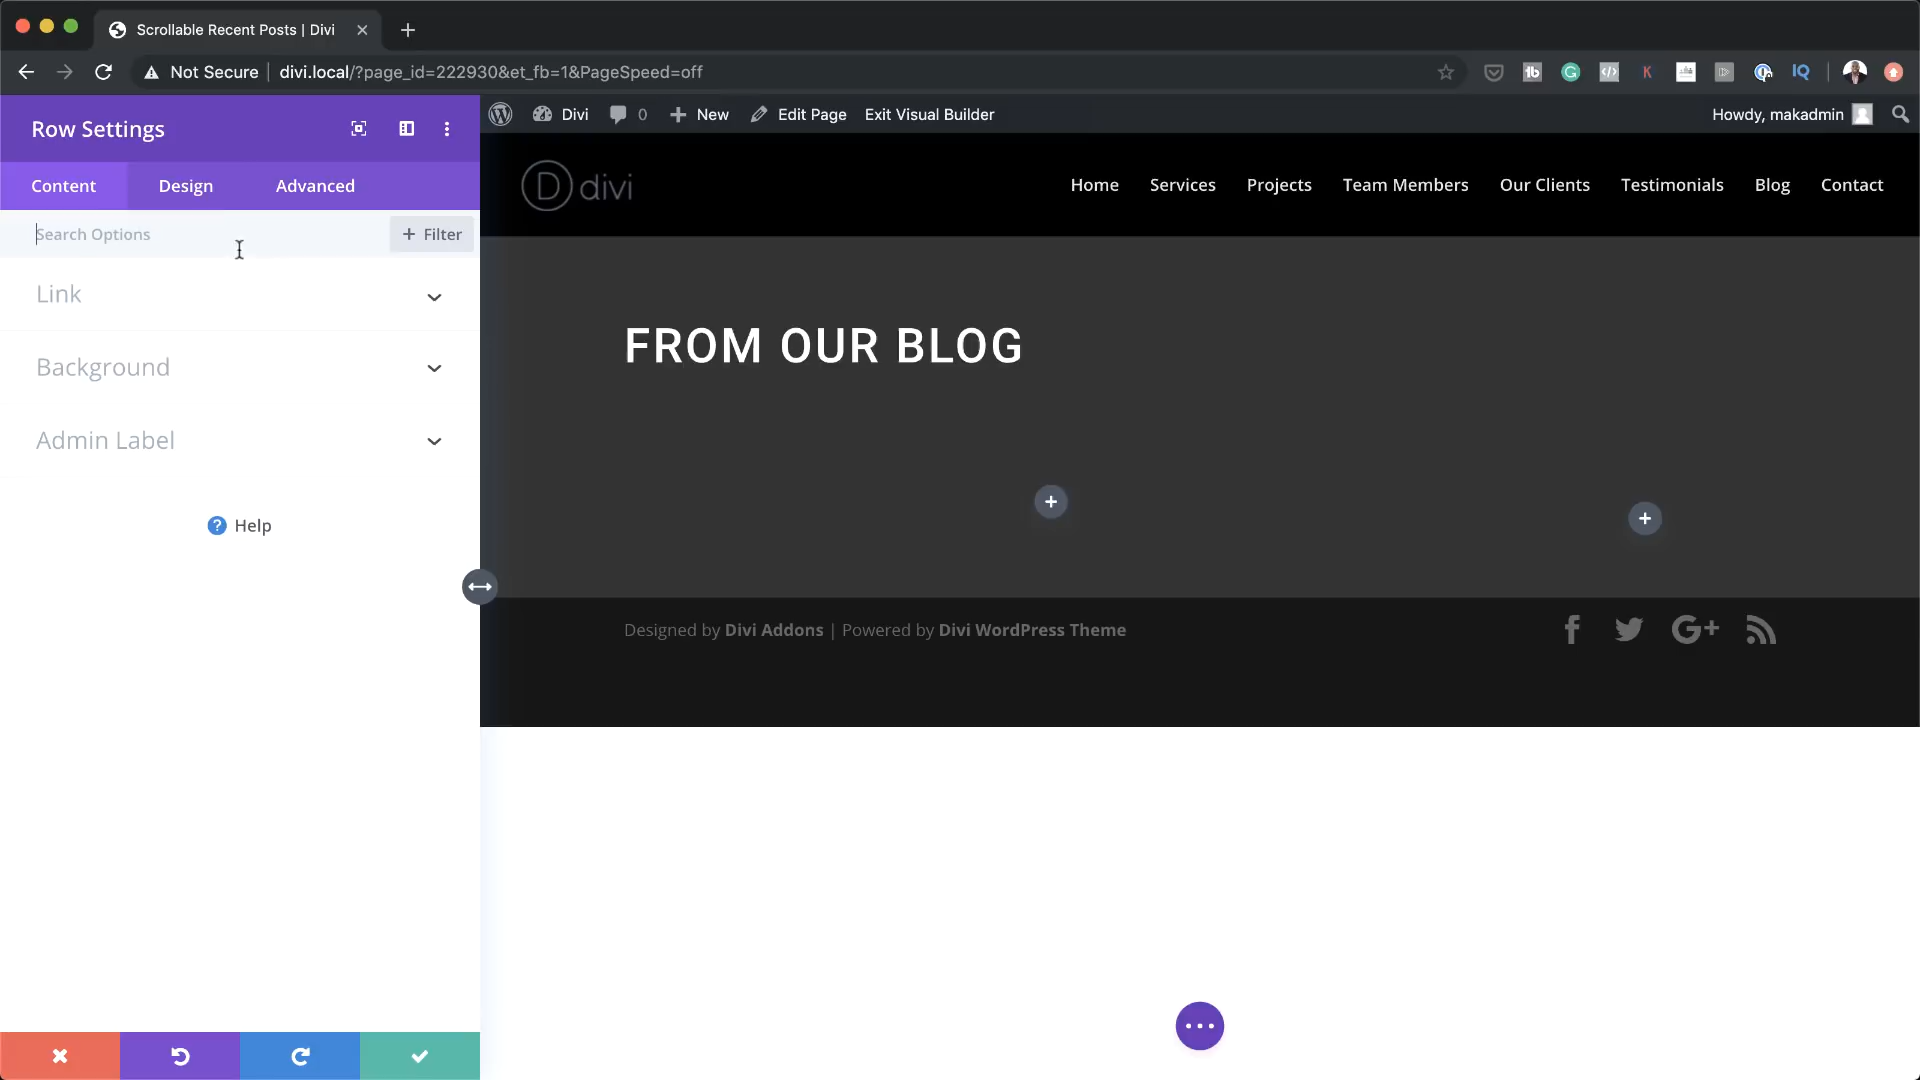 Scrollable Recent Posts | Divi
Not Secure | divi.local/?page_id=222930&et_fb=1&PageSpeed=off
Row Settings
Content Design Advanced
Search Options
+ Filter
Link
Background
Admin Label
? Help
Divi 0 + New Edit Page Exit Visual Builder
Howdy, makadmin
D divi
Home Services Projects Team Members Our Clients Testimonials Blog Contact
FROM OUR BLOG
Designed by Divi Addons | Powered by Divi WordPress Theme